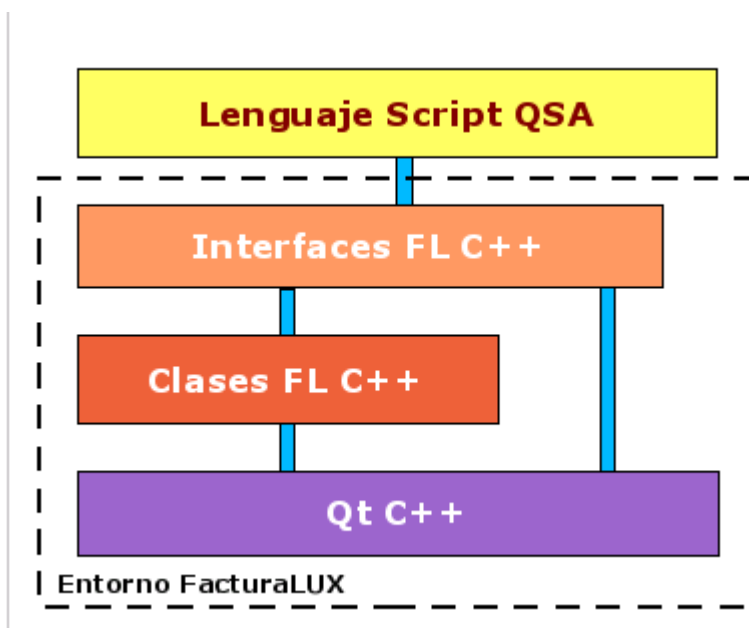 Lenguaje Script QSA
Interfaces FL C++
Clases FL C++
Qt C++
Entorno FacturaLUX